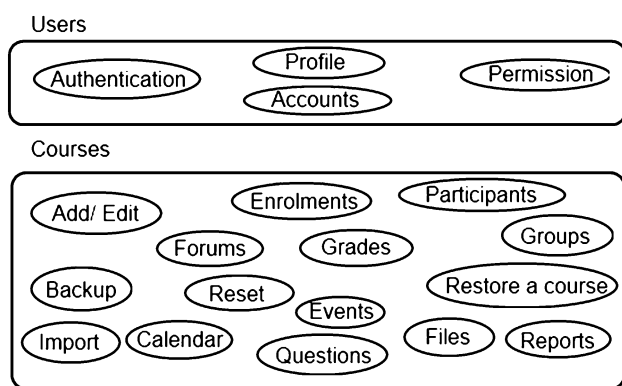 Users
Authentication
Profile
Accounts
Permission
Courses
Add/ Edit
Enrolments
Participants
Forums
Grades
Groups
Backup
Reset
Events
Restore a course
Import
Calendar
Questions
Files
Reports